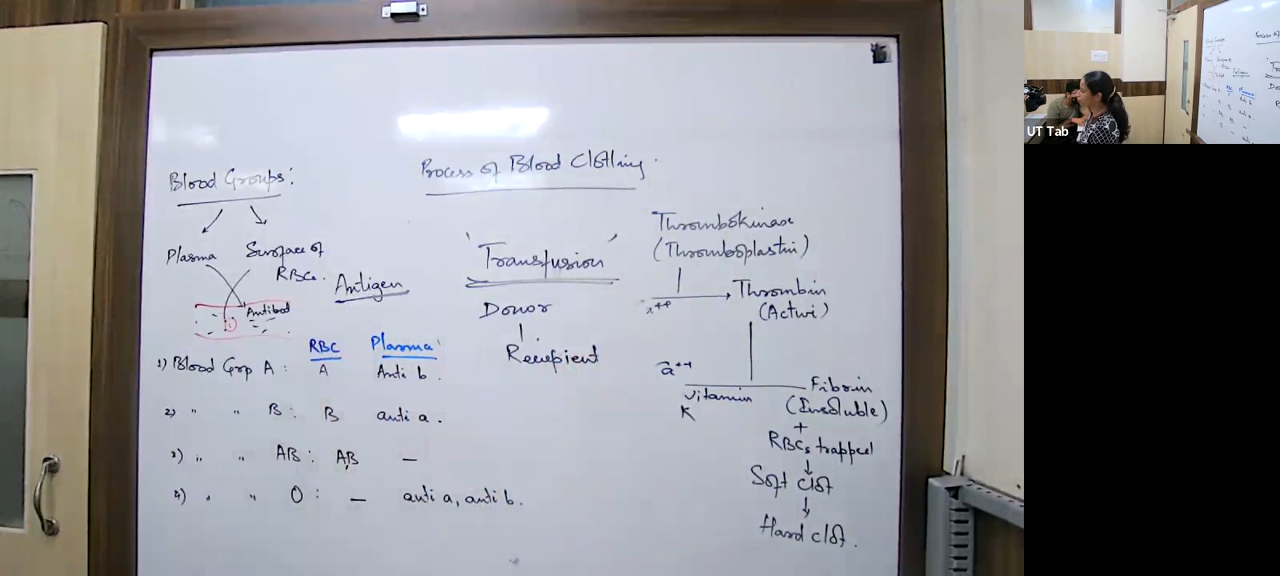 Blood Groups:
Plasma
Surface of
RBCs.
Antigen
Antibod
RBC
Plasma
1) Blood Grp A : A Anti b.
2) " " B : B anti a.
3) " " AB : AB —
4) " " O : — anti a, anti b.
Process of Blood Clotting.
'Transfusion'
Donor
Recipient
Thrombokinase
(Thromboplastin)
Thrombin
(Acti)
a++
Vitamin
K
Fibrin
(Insoluble)
+
RBCs trapped
Soft Clot
Hard clot.
UT Tab